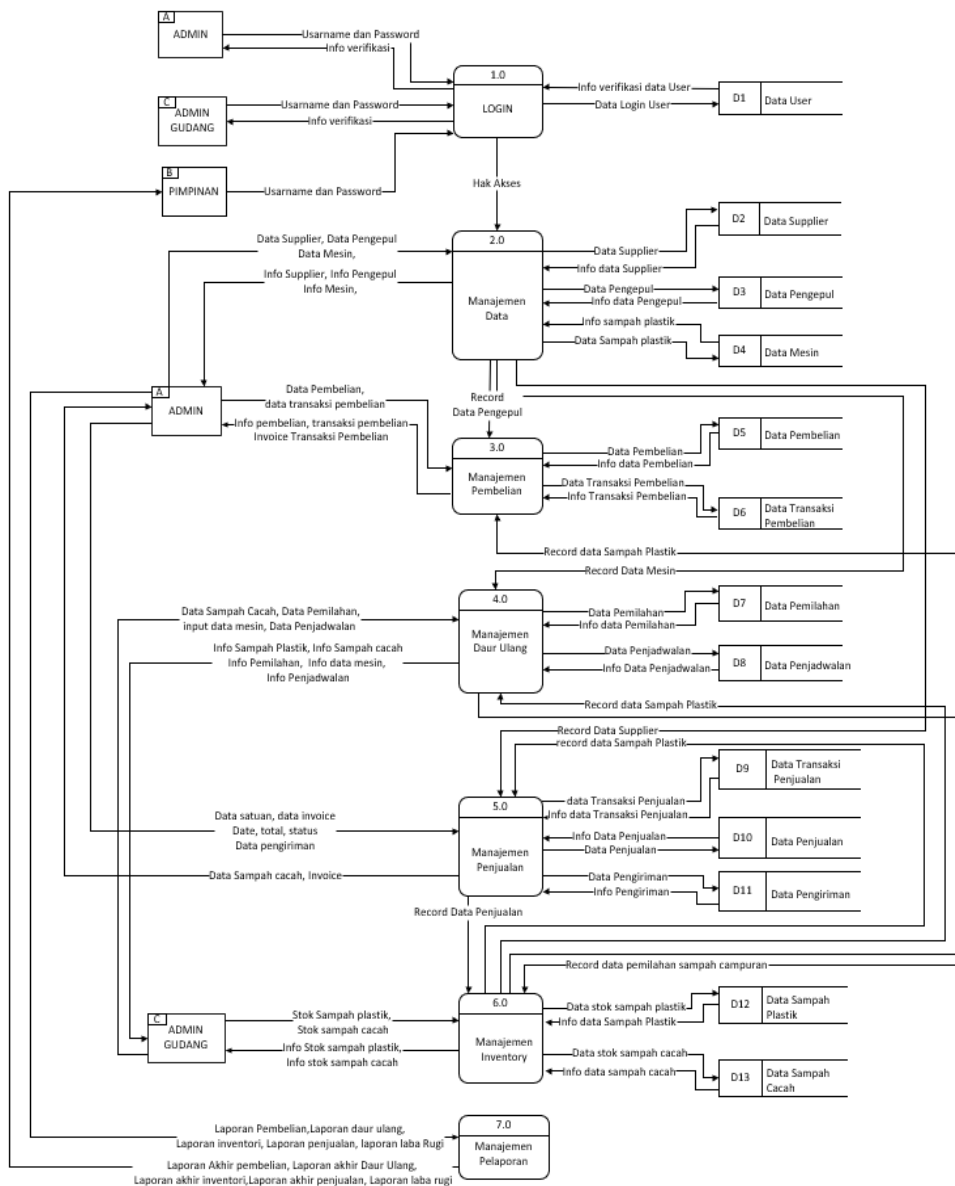 A
ADMIN
Usarname dan Password
Info verifikasi
1.0
LOGIN
Info verifikasi data User
Data Login User
D1
Data User
C
ADMIN
GUDANG
Usarname dan Password
Info verifikasi
B
PIMPINAN
Usarname dan Password
Hak Akses
Data Supplier, Data Pengepul
Data Mesin,
Info Supplier, Info Pengepul
Info Mesin,
2.0
Manajemen
Data
Data Supplier
Info data Supplier
D2
Data Supplier
Data Pengepul
Info data Pengepul
D3
Data Pengepul
Info sampah plastik
Data Sampah plastik
D4
Data Mesin
A
ADMIN
Data Pembelian,
data transaksi pembelian
Info pembelian, transaksi pembelian
Invoice Transaksi Pembelian
Record
Data Pengepul
3.0
Manajemen
Pembelian
Data Pembelian
Info data Pembelian
D5
Data Pembelian
Data Transaksi Pembelian
Info Transaksi Pembelian
D6
Data Transaksi
Pembelian
Record data Sampah Plastik
Record Data Mesin
Data Sampah Cacah, Data Pemilahan,
input data mesin, Data Penjadwalan
Info Sampah Plastik, Info Sampah cacah
Info Pemilahan, Info data mesin,
Info Penjadwalan
4.0
Manajemen
Daur Ulang
Data Pemilahan
Info data Pemilahan
D7
Data Pemilahan
Data Penjadwalan
Info Data Penjadwalan
D8
Data Penjadwalan
Record data Sampah Plastik
Record Data Supplier
record data Sampah Plastik
Data satuan, data invoice
Date, total, status
Data pengiriman
Data Sampah cacah, Invoice
5.0
Manajemen
Penjualan
data Transaksi Penjualan
Info data Transaksi Penjualan
D9
Data Transaksi
Penjualan
Info Data Penjualan
Data Penjualan
D10
Data Penjualan
Data Pengiriman
Info Pengiriman
D11
Data Pengiriman
Record Data Penjualan
Record data pemilahan sampah campuran
C
ADMIN
GUDANG
Stok Sampah plastik,
Stok sampah cacah
Info Stok sampah plastik,
Info stok sampah cacah
6.0
Manajemen
Inventory
Data stok sampah plastik
Info data Sampah Plastik
D12
Data Sampah
Plastik
Data stok sampah cacah
Info data sampah cacah
D13
Data Sampah
Cacah
Laporan Pembelian,Laporan daur ulang,
Laporan inventori, Laporan penjualan, laporan laba Rugi
Laporan Akhir pembelian, Laporan akhir Daur Ulang,
Laporan akhir inventori,Laporan akhir penjualan, Laporan laba rugi
7.0
Manajemen
Pelaporan